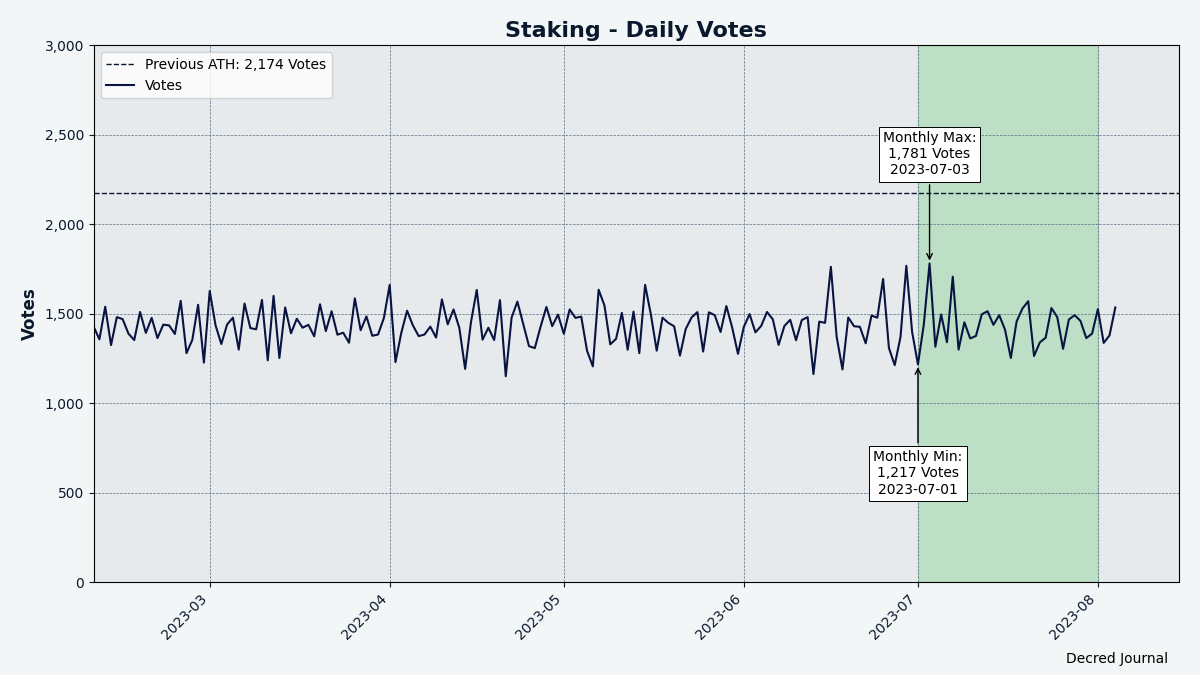 Staking - Daily Votes
Previous ATH: 2,174 Votes
Votes
3,000
2,500
2,000
1,500
1,000
500
0
Votes
Monthly Max:
1,781 Votes
2023-07-03
Monthly Min:
1,217 Votes
2023-07-01
2023-03
2023-04
2023-05
2023-06
2023-07
2023-08
Decred Journal